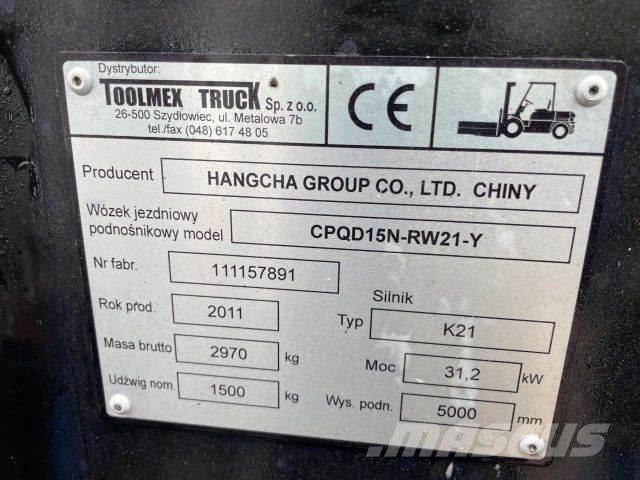 Dystrybutor:
TOOLMEX TRUCK Sp. z o.o.
26-500 Szydłowiec, ul. Metalowa 7b
tel./fax (048) 617 48 05
CE
Producent HANGCHA GROUP CO., LTD. CHINY
Wózek jezdniowy
podnośnikowy model CPQD15N-RW21-Y
Nr fabr. 111157891
Silnik
Rok prod. 2011 Typ K21
Masa brutto 2970 kg Moc 31,2 kW
Udźwig nom. 1500 kg Wys. podn. 5000 mm
mascus